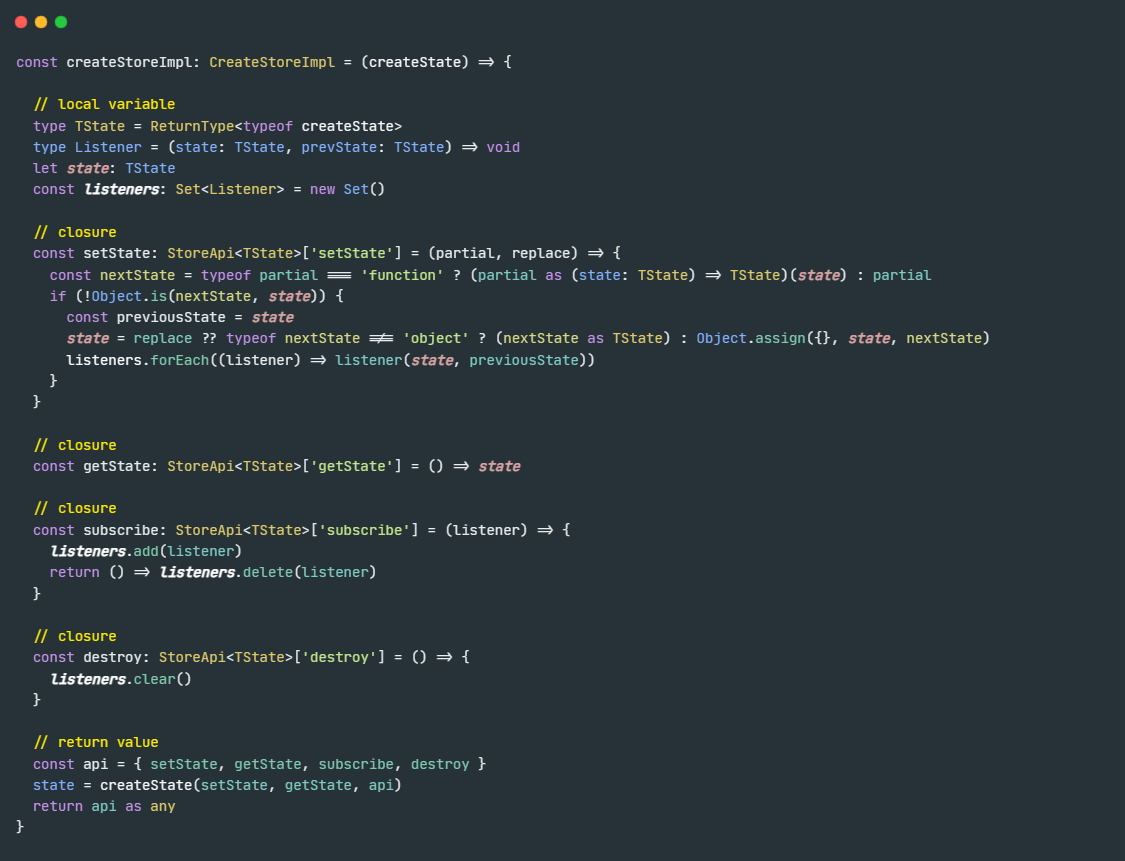 const createStoreImpl: CreateStoreImpl = (createState) => {
// local variable
type TState = ReturnType<typeof createState>
type Listener = (state: TState, prevState: TState) => void
let state: TState
const listeners: Set<Listener> = new Set()
// closure
const setState: StoreApi<TState>['setState'] = (partial, replace) => {
const nextState = typeof partial === 'function' ? (partial as (state: TState) => TState)(state) : partial
if (!Object.is(nextState, state)) {
const previousState = state
state = replace ?? typeof nextState !== 'object' ? (nextState as TState) : Object.assign({}, state, nextState)
listeners.forEach((listener) => listener(state, previousState))
}
}
// closure
const getState: StoreApi<TState>['getState'] = () => state
// closure
const subscribe: StoreApi<TState>['subscribe'] = (listener) => {
listeners.add(listener)
return () => listeners.delete(listener)
}
// closure
const destroy: StoreApi<TState>['destroy'] = () => {
listeners.clear()
}
// return value
const api = { setState, getState, subscribe, destroy }
state = createState(setState, getState, api)
return api as any
}